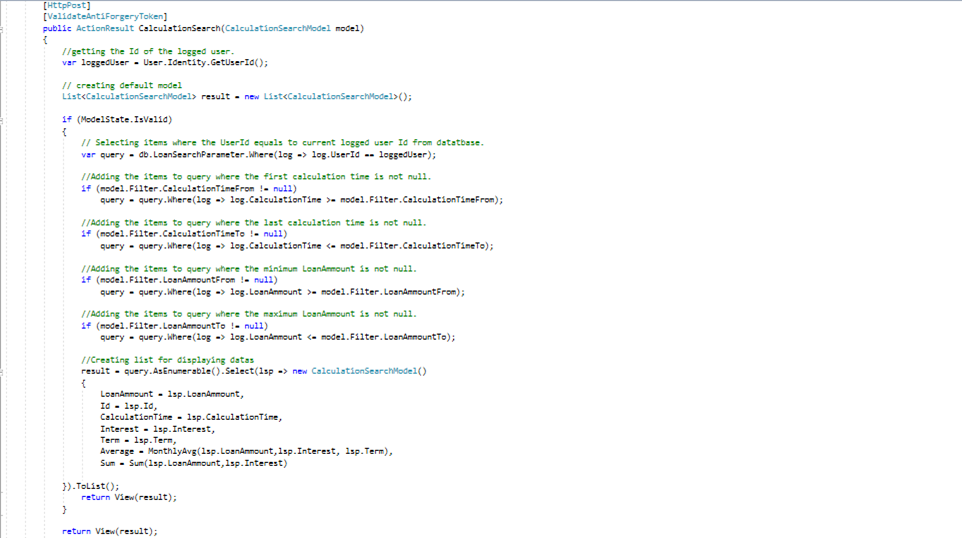 [HttpPost]
[ValidateAntiForgeryToken]
public ActionResult CalculationSearch(CalculationSearchModel model)
{
//getting the Id of the logged user.
var loggedUser = User.Identity.GetUserId();
// creating default model
List<CalculationSearchModel> result = new List<CalculationSearchModel>();
if (ModelState.IsValid)
{
// Selecting items where the UserId equals to current logged user Id from datatbase.
var query = db.LoanSearchParameter.Where(log => log.UserId == loggedUser);
//Adding the items to query where the first calculation time is not null.
if (model.Filter.CalculationTimeFrom != null)
query = query.Where(log => log.CalculationTime >= model.Filter.CalculationTimeFrom);
//Adding the items to query where the last calculation time is not null.
if (model.Filter.CalculationTimeTo != null)
query = query.Where(log => log.CalculationTime <= model.Filter.CalculationTimeTo);
//Adding the items to query where the minimum LoanAmmount is not null.
if (model.Filter.LoanAmmountFrom != null)
query = query.Where(log => log.LoanAmmount >= model.Filter.LoanAmmountFrom);
//Adding the items to query where the maximum LoanAmmount is not null.
if (model.Filter.LoanAmmountTo != null)
query = query.Where(log => log.LoanAmmount <= model.Filter.LoanAmmountTo);
//Creating list for displaying datas
result = query.AsEnumerable().Select(lsp => new CalculationSearchModel()
{
LoanAmmount = lsp.LoanAmmount,
Id = lsp.Id,
CalculationTime = lsp.CalculationTime,
Interest = lsp.Interest,
Term = lsp.Term,
Average = MonthlyAvg(lsp.LoanAmmount,lsp.Interest, lsp.Term),
Sum = Sum(lsp.LoanAmmount,lsp.Interest)
}).ToList();
return View(result);
}
return View(result);